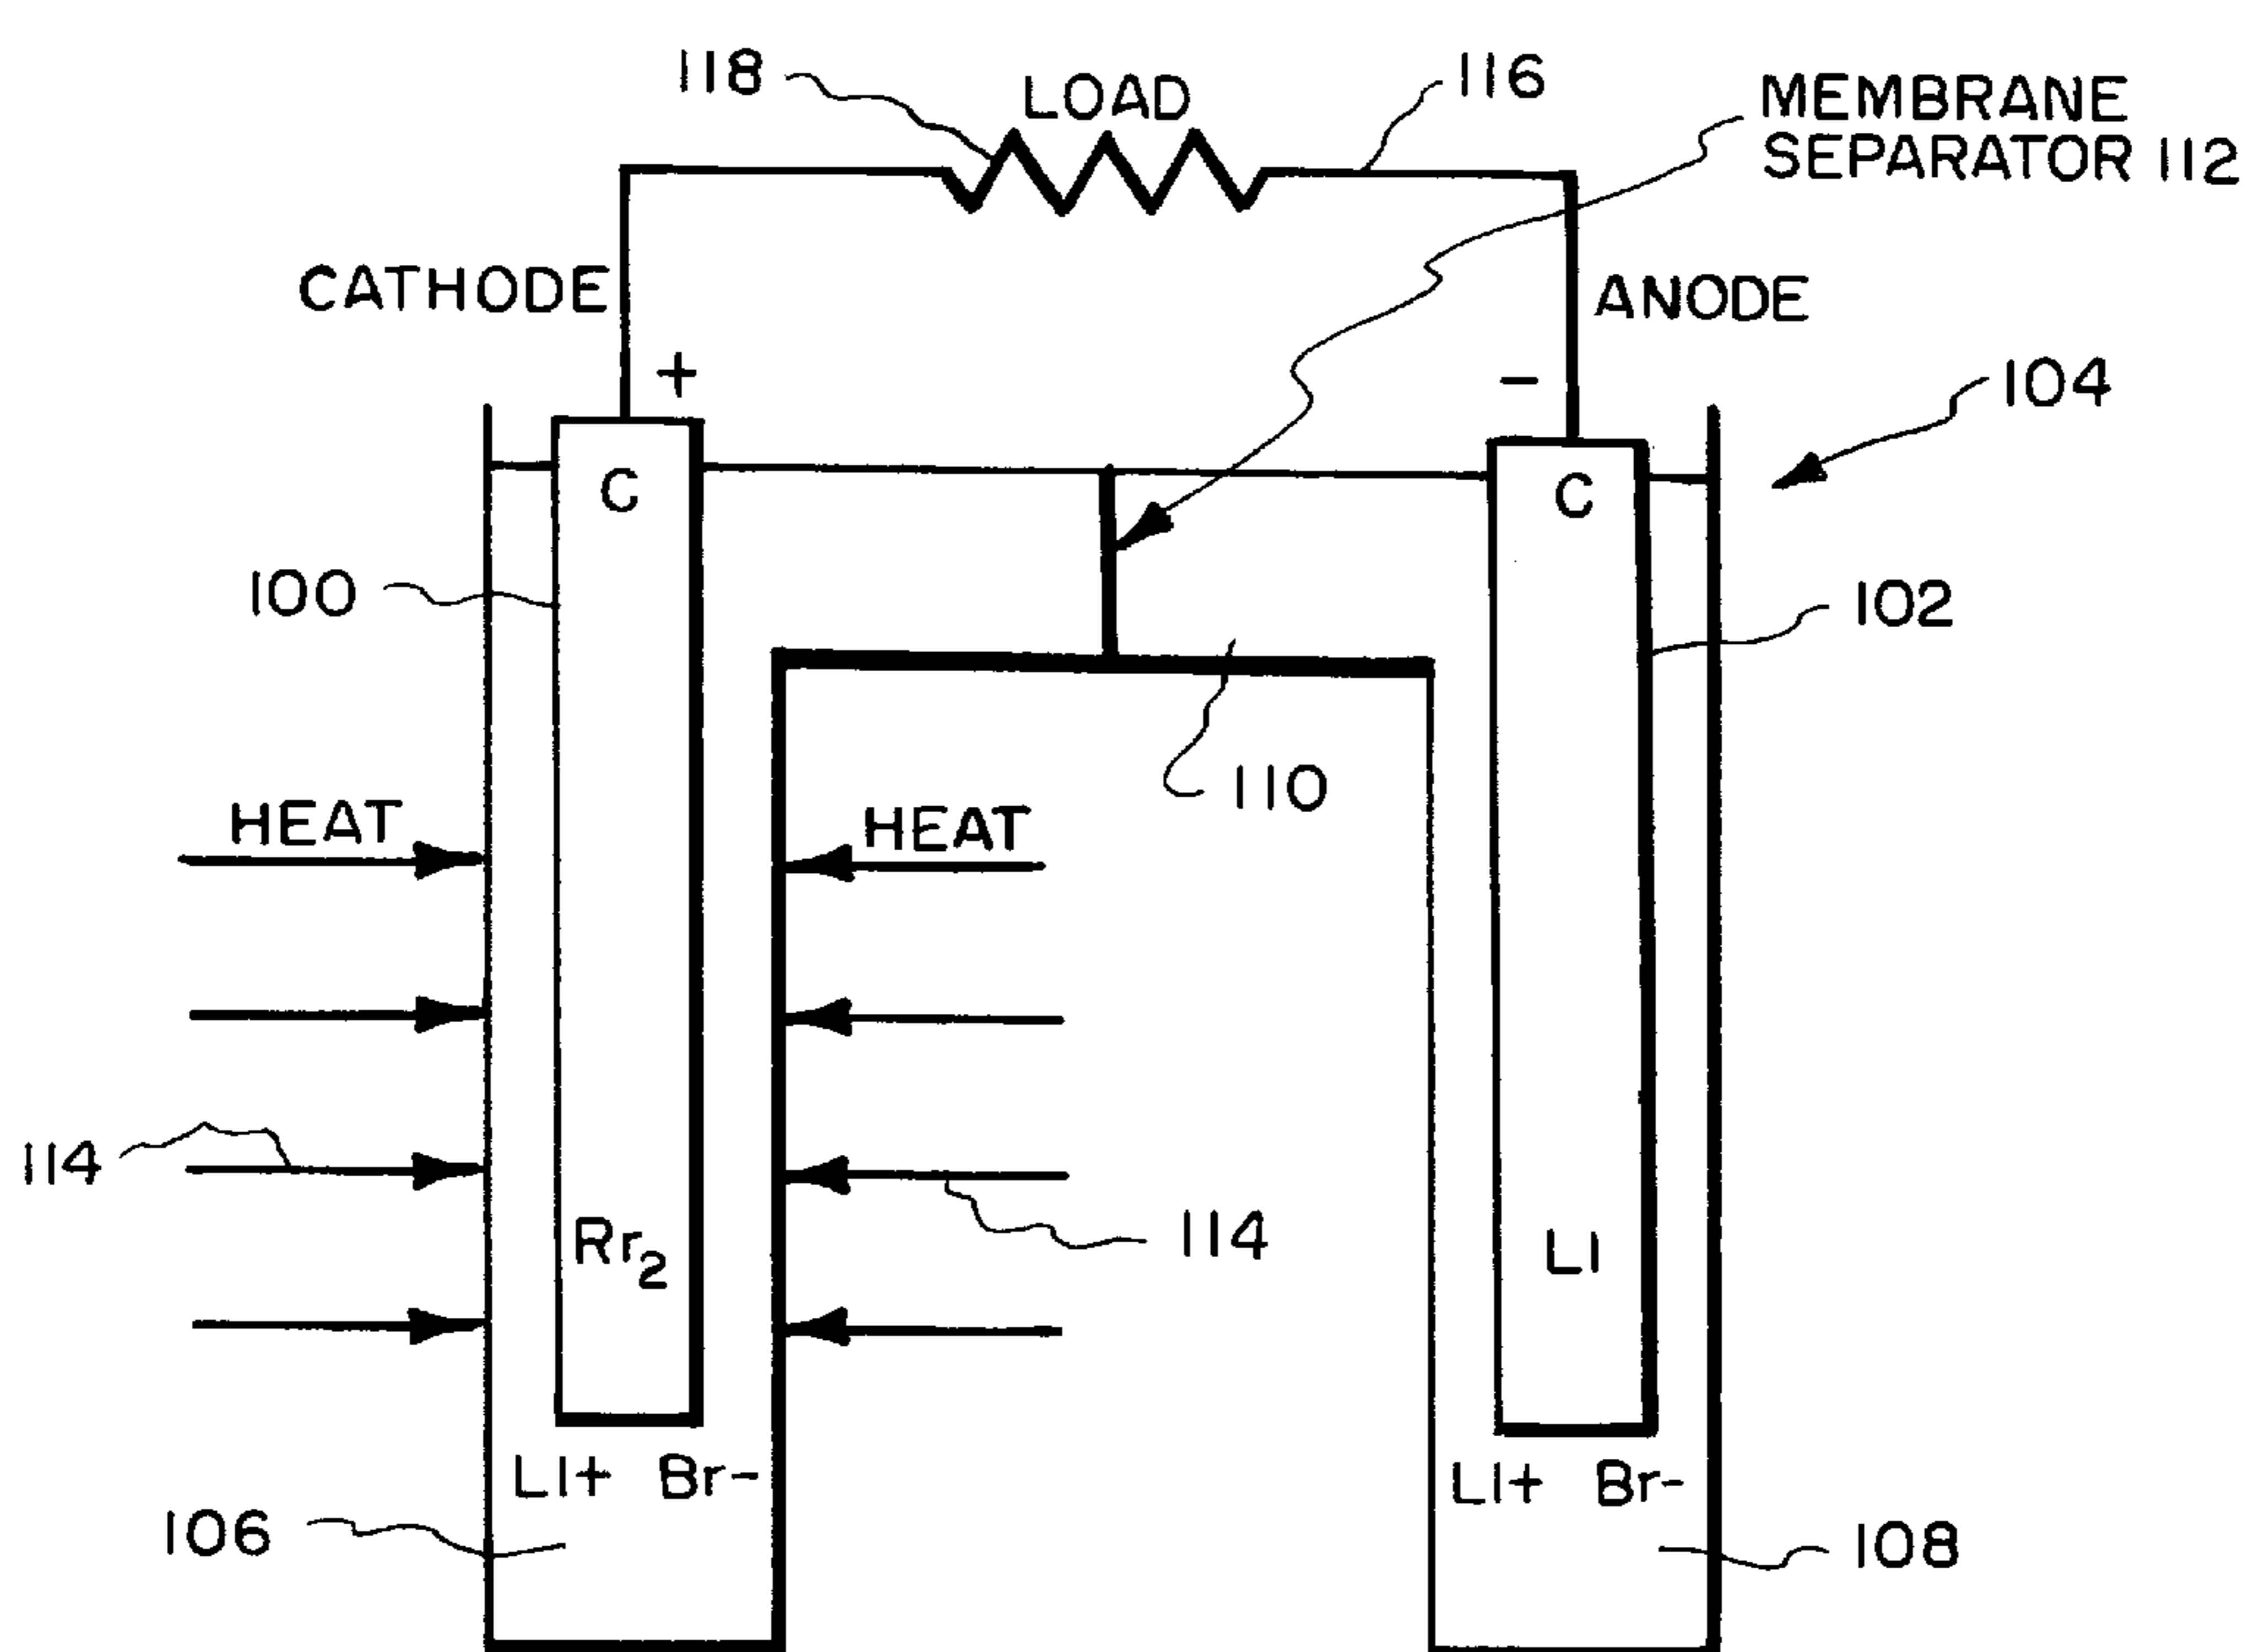 118
LOAD
116
MEMBRANE
SEPARATOR 112
CATHODE
ANODE
+
-
104
C
C
100
102
110
HEAT
HEAT
114
114
Rr2
LI
LI+ Br-
LI+ Br-
106
108